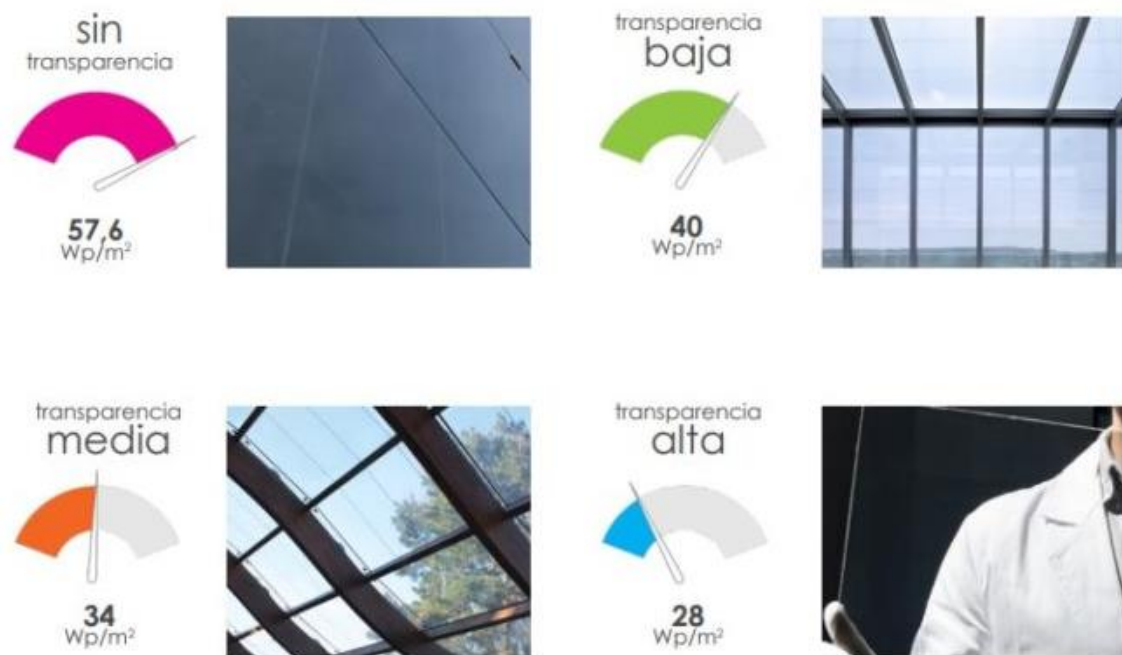 sin
transparencia
57,6
Wp/m²
transparencia
baja
40
Wp/m²
transparencia
media
34
Wp/m²
transparencia
alta
28
Wp/m²